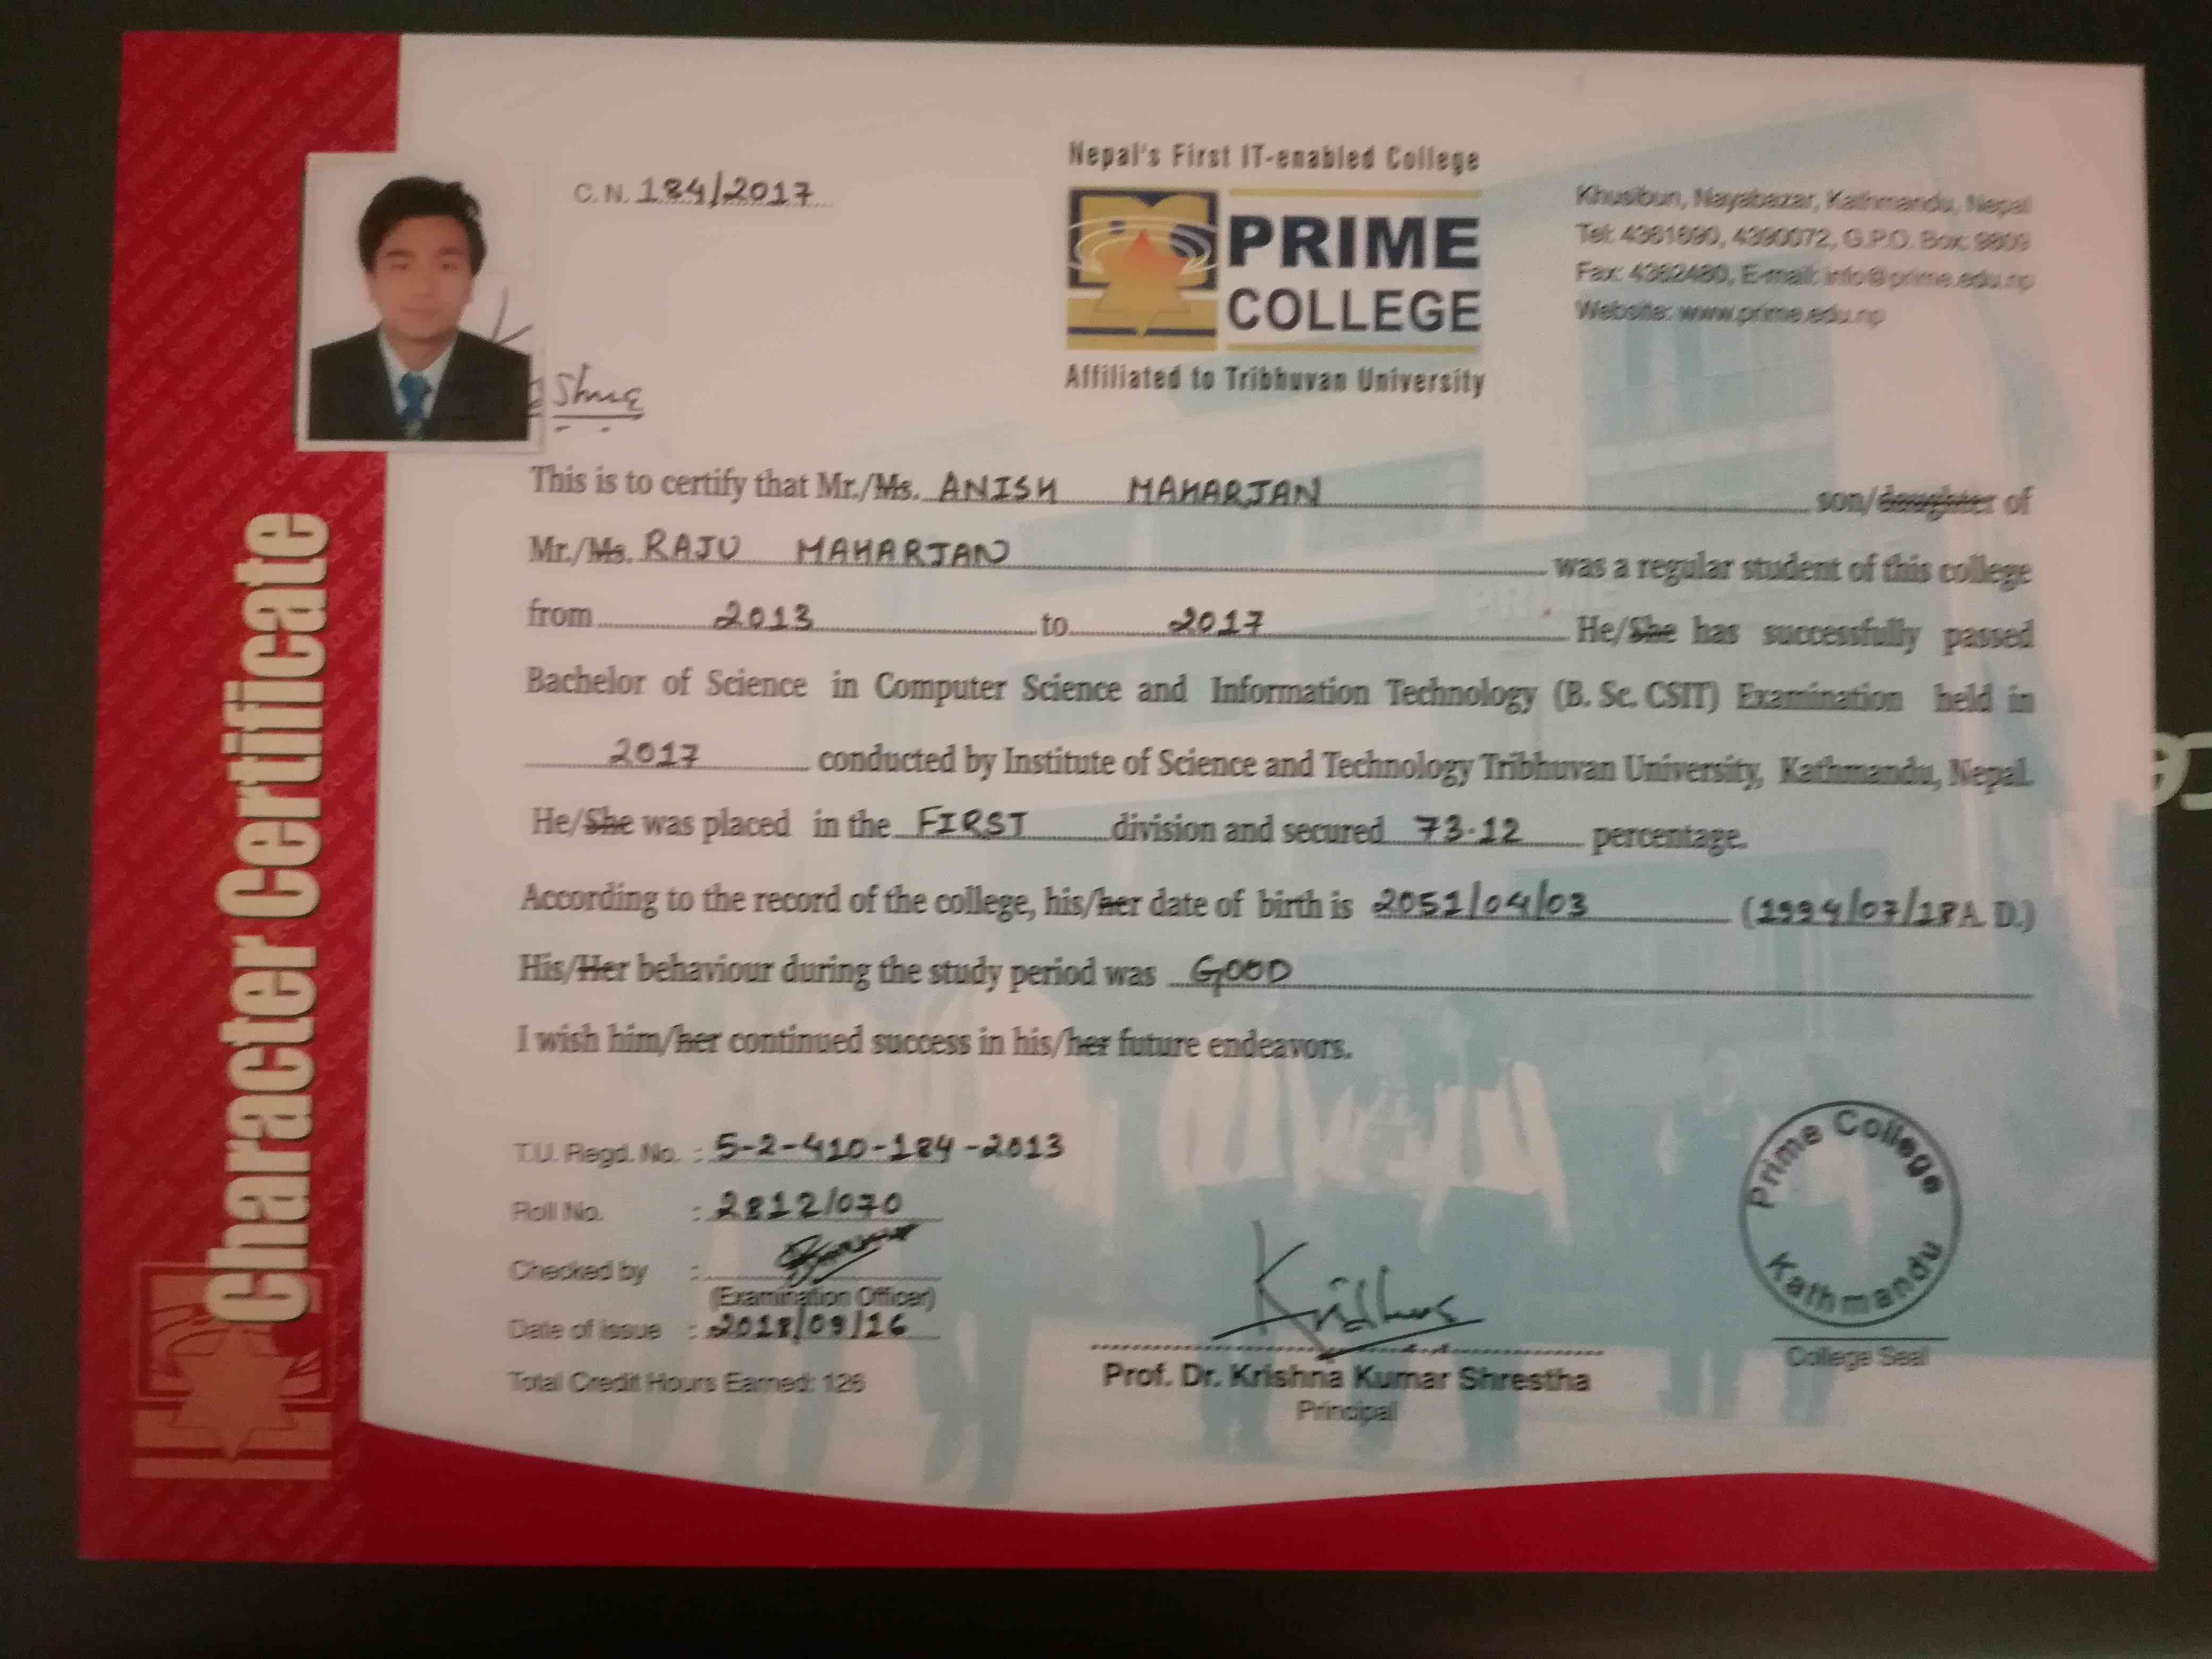 C. N. 184/2017
Nepal's First IT-enabled College
PRIME
COLLEGE
Affiliated to Tribhuvan University
Khusibun, Nayabazar, Kathmandu, Nepal
Tel: 4361690, 4390072, G.P.O. Box: 9809
Fax: 4362480, E-mail: info@prime.edu.np
Website: www.prime.edu.np
Character Certificate
This is to certify that Mr./Ms. ANISH MAHARJAN son/daughter of
Mr./Ms. RAJU MAHARJAN was a regular student of this college
from 2013 to 2017 He/She has successfully passed
Bachelor of Science in Computer Science and Information Technology (B. Sc. CSIT) Examination held in
2017 conducted by Institute of Science and Technology Tribhuvan University, Kathmandu, Nepal.
He/She was placed in the FIRST division and secured 73.12 percentage.
According to the record of the college, his/her date of birth is 2051/04/03 (1994/07/18 A. D.)
His/Her behaviour during the study period was GOOD
I wish him/her continued success in his/her future endeavors.
T.U. Regd. No. : 5-2-410-184-2013
Roll No. : 2812/070
Checked by :
(Examination Officer)
Date of issue : 2018/09/16
Total Credit Hours Earned: 126
Prof. Dr. Krishna Kumar Shrestha
Principal
Prime College
Kathmandu
College Seal